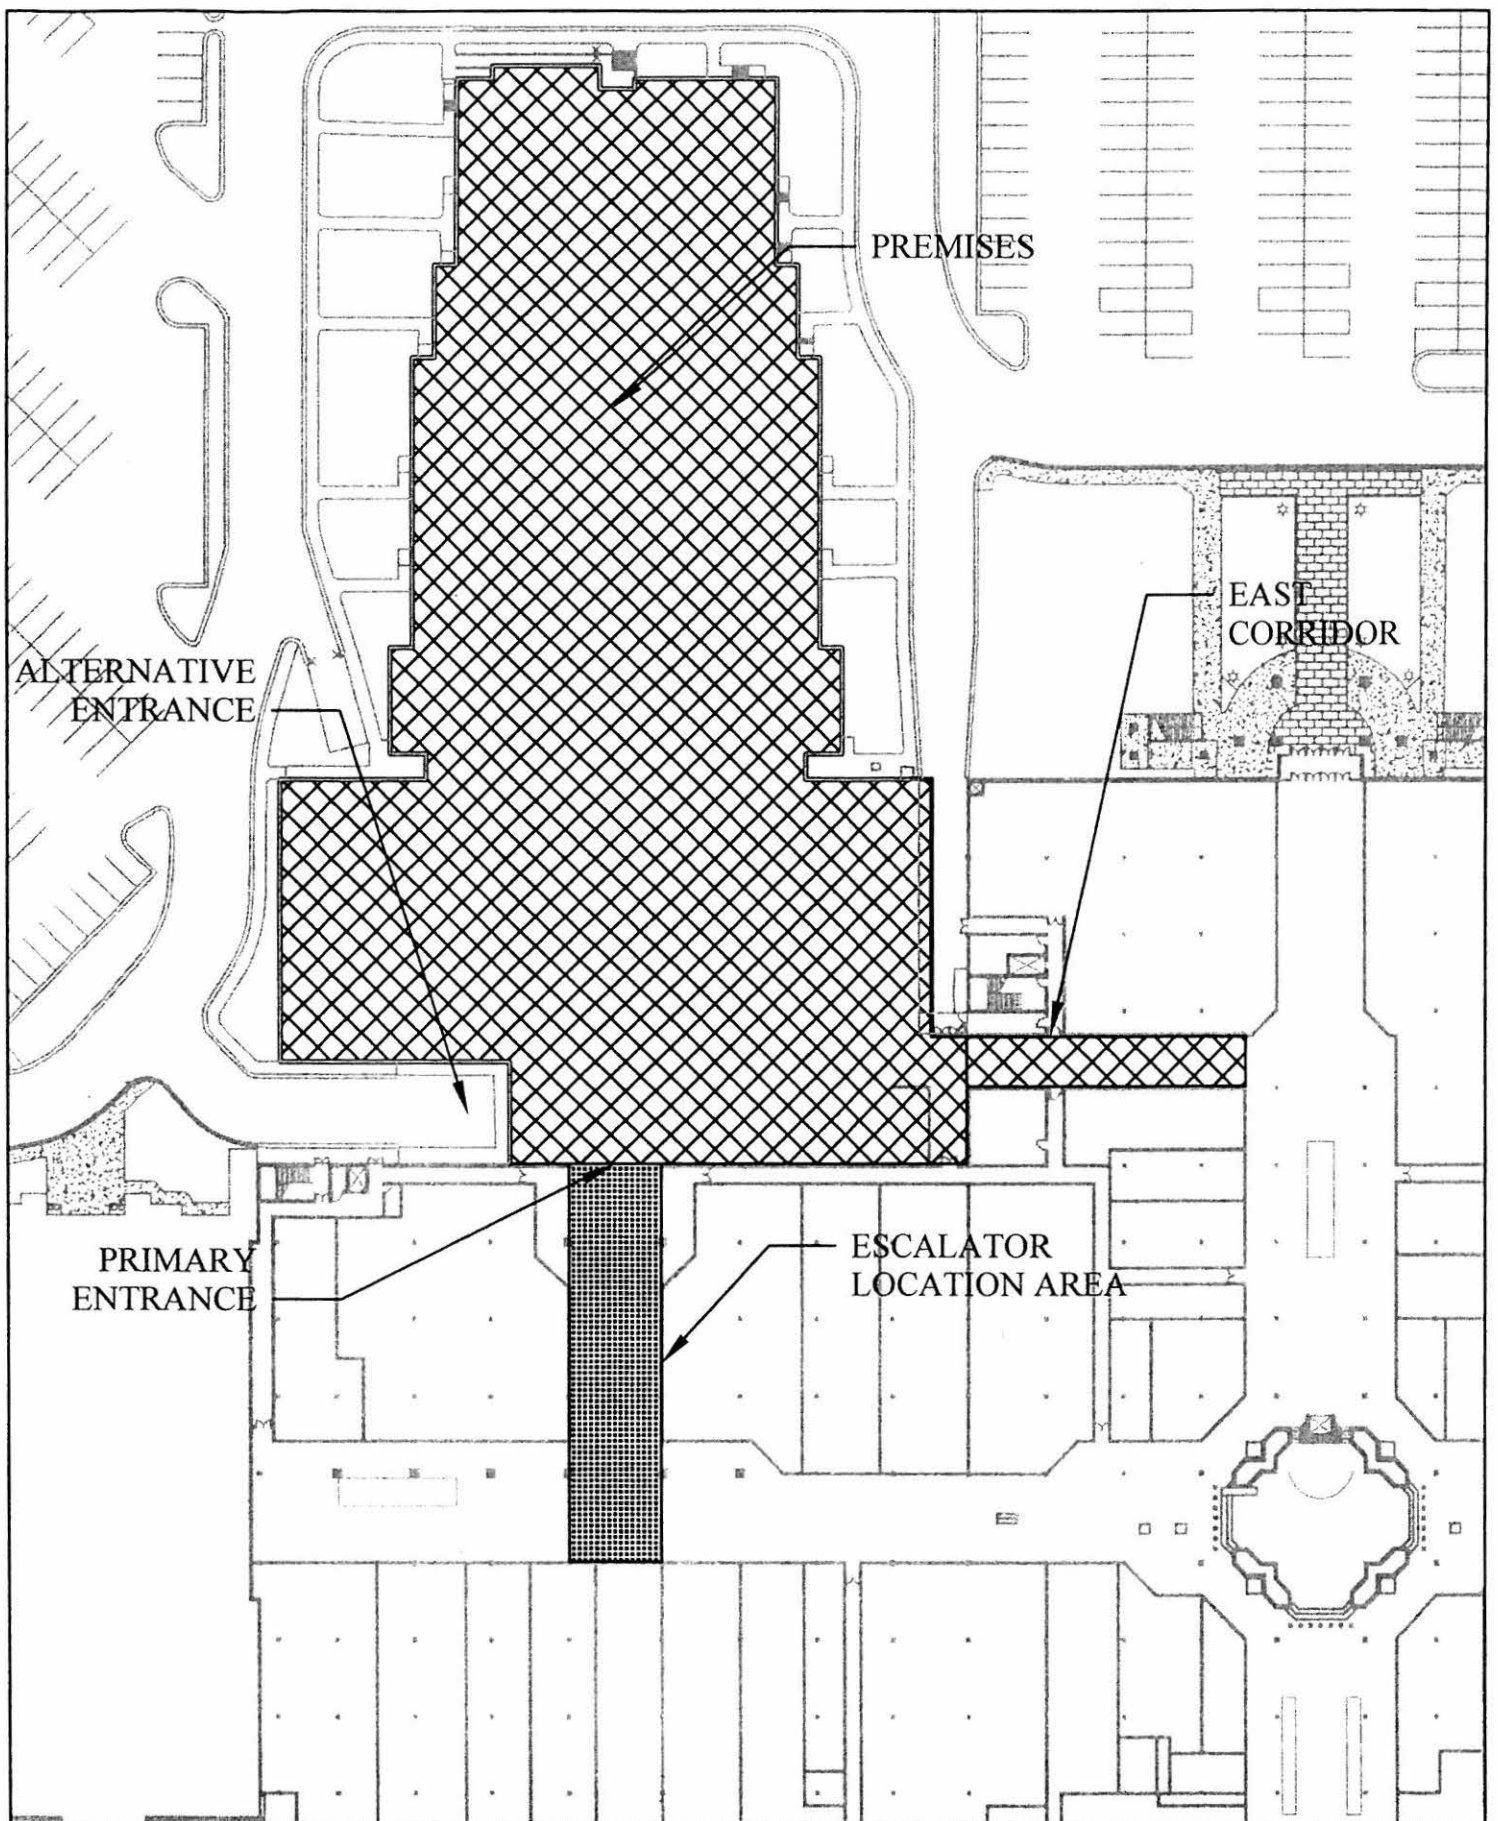 PREMISES
EAST
CORRIDOR
ALTERNATIVE
ENTRANCE
PRIMARY
ENTRANCE
ESCALATOR
LOCATION AREA